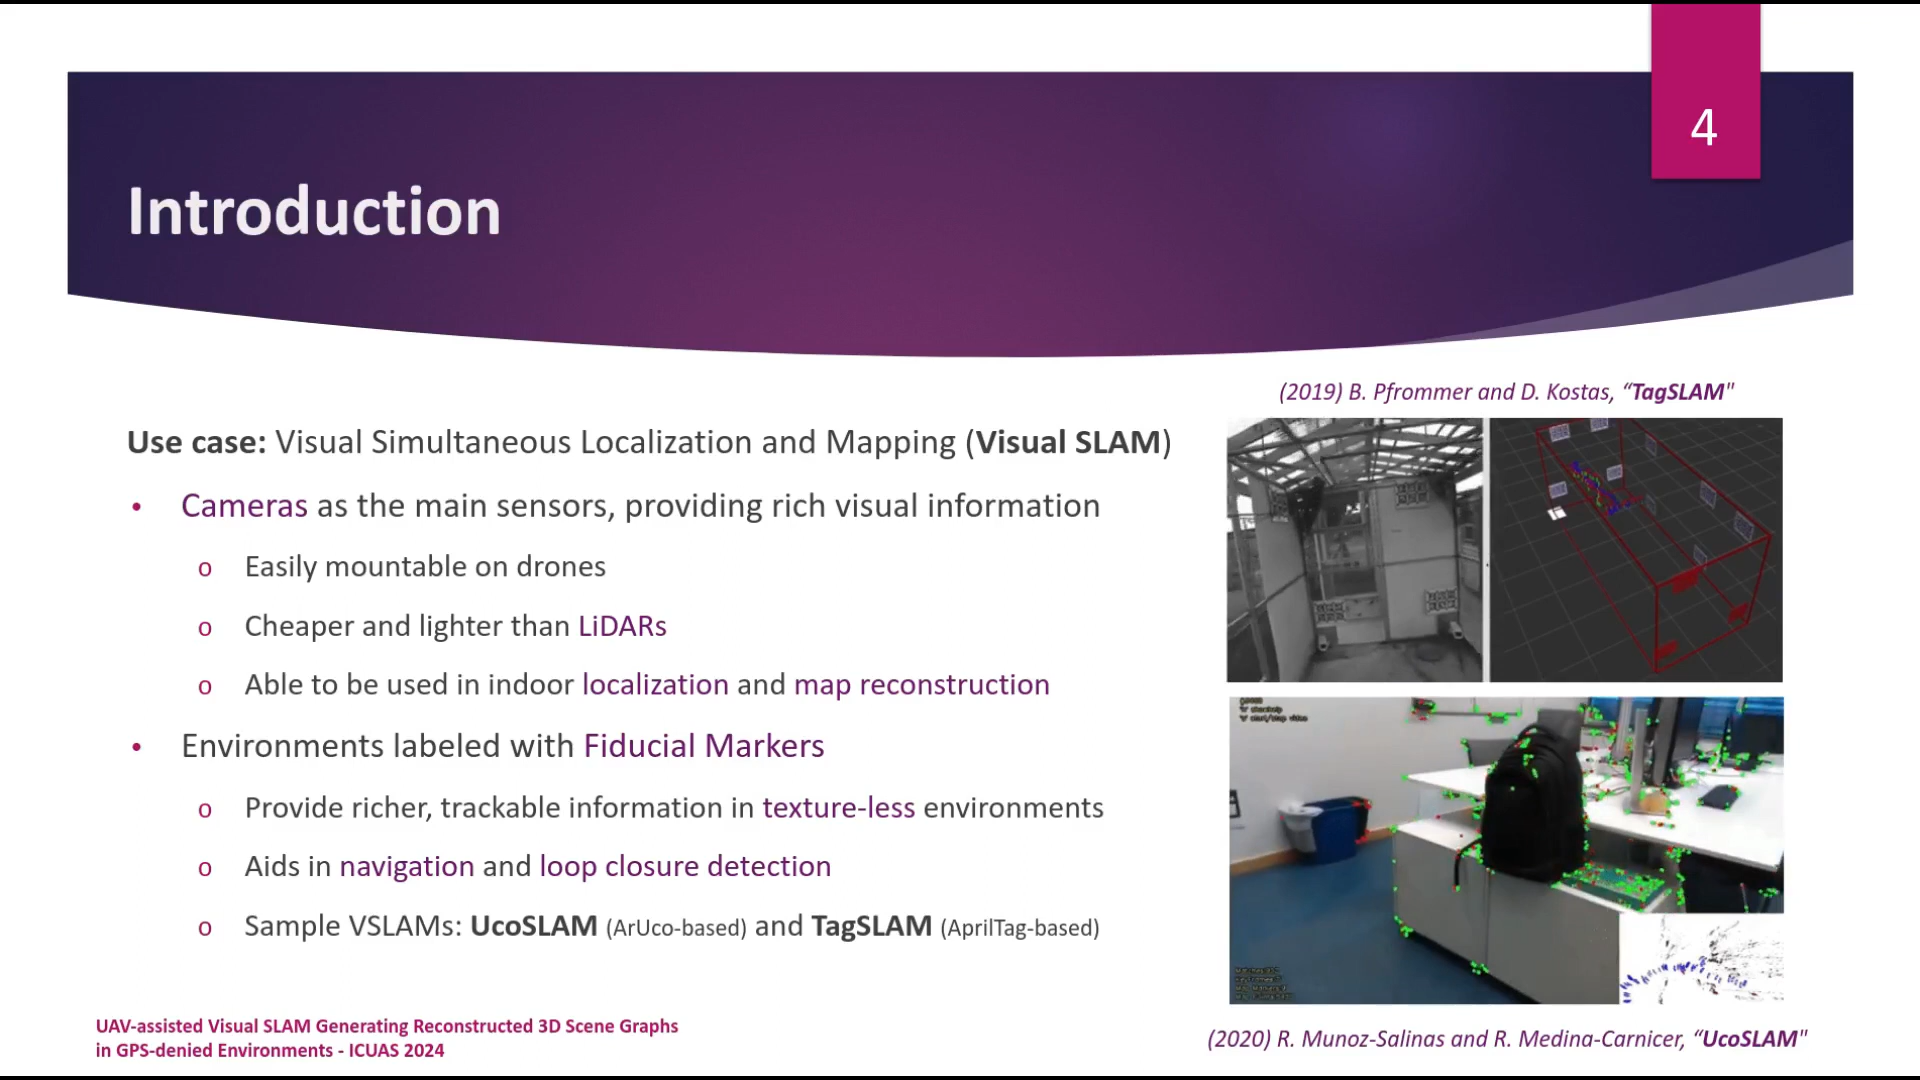 4
Introduction
(2019) B. Pfrommer and D. Kostas, “TagSLAM"
Use case: Visual Simultaneous Localization and Mapping (Visual SLAM)
• Cameras as the main sensors, providing rich visual information
o Easily mountable on drones
o Cheaper and lighter than LiDARs
o Able to be used in indoor localization and map reconstruction
• Environments labeled with Fiducial Markers
o Provide richer, trackable information in texture-less environments
o Aids in navigation and loop closure detection
o Sample VSLAMs: UcoSLAM (ArUco-based) and TagSLAM (AprilTag-based)
UAV-assisted Visual SLAM Generating Reconstructed 3D Scene Graphs
in GPS-denied Environments - ICUAS 2024
(2020) R. Munoz-Salinas and R. Medina-Carnicer, “UcoSLAM"